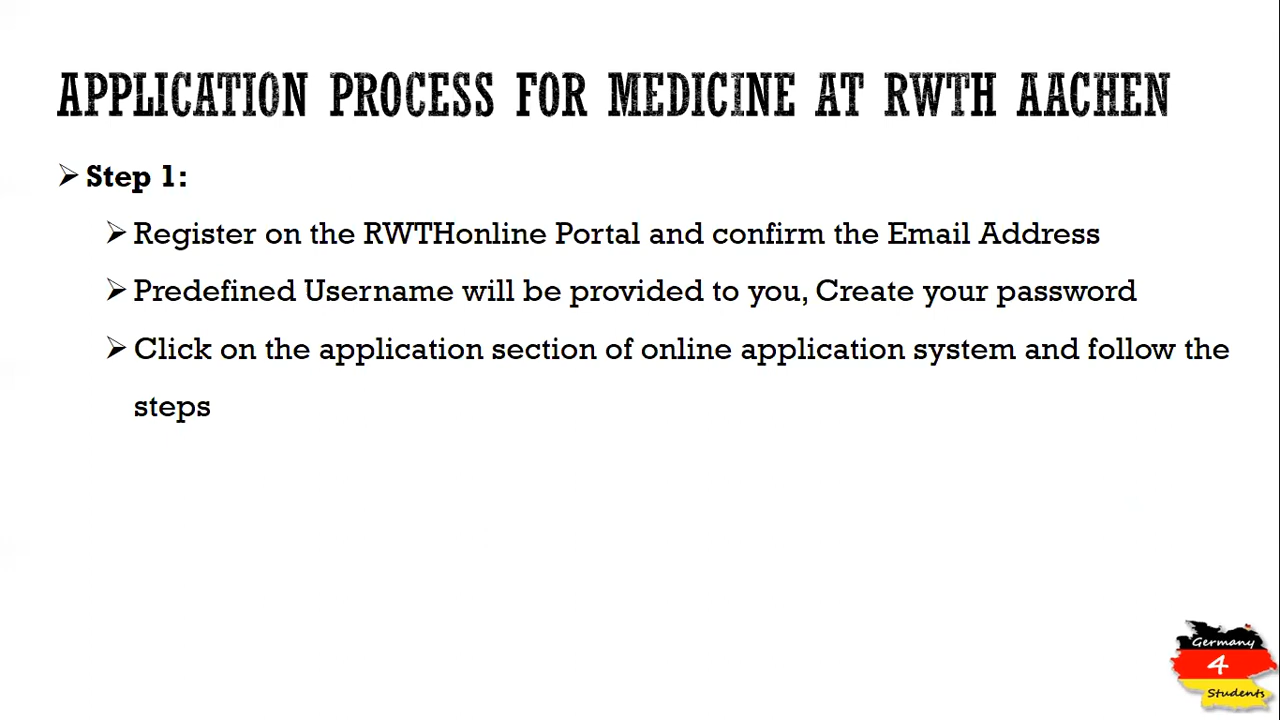 APPLICATION PROCESS FOR MEDICINE AT RWTH AACHEN
Step 1:
Register on the RWTHonline Portal and confirm the Email Address
Predefined Username will be provided to you, Create your password
Click on the application section of online application system and follow the
steps
Germany
4
Students